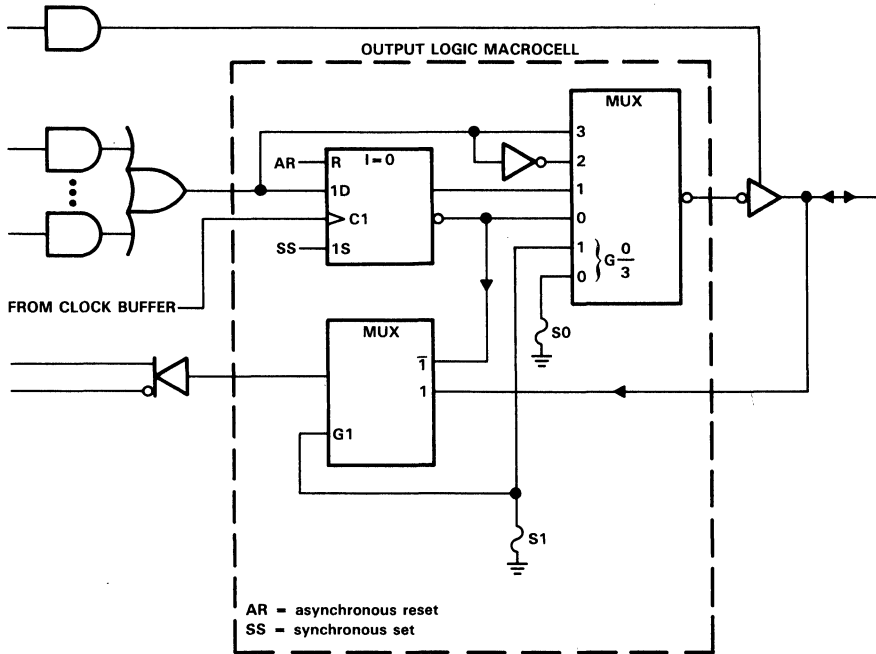 OUTPUT LOGIC MACROCELL
MUX
3
2
1
0
1
0
G 0/3
AR
R
I = 0
1D
C1
SS
1S
FROM CLOCK BUFFER
S0
MUX
1̅
1
G1
S1
AR = asynchronous reset
SS = synchronous set